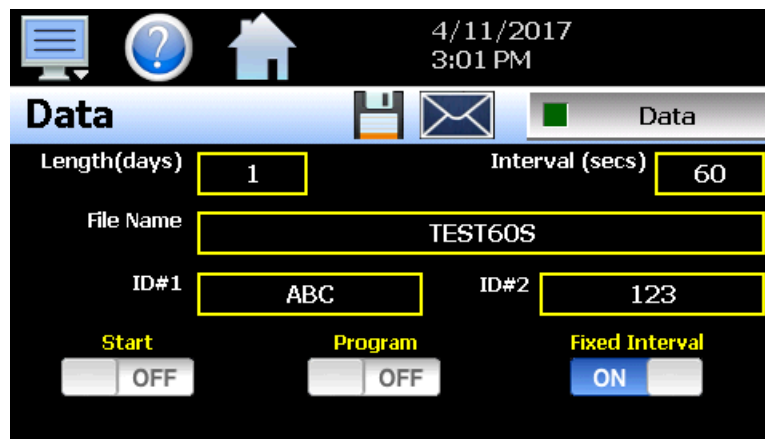 4/11/2017
3:01 PM
Data
Data
Length(days) 1 Interval (secs) 60
File Name TEST60S
ID#1 ABC ID#2 123
Start Program Fixed Interval
OFF OFF ON